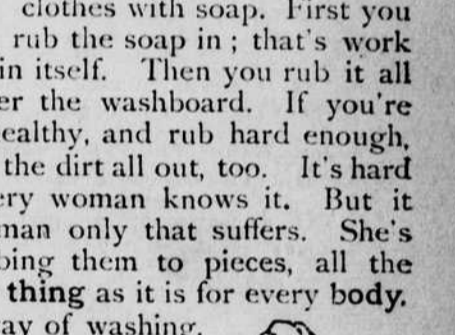 clothes with soap. First you
rub the soap in ; that's work
in itself. Then you rub it all
the washboard. If you're
and rub hard enough,
the dirt all out, too. It's hard
woman knows it. But it
only that suffers. She's
them to pieces, all the
thing as it is for every body.
of washing.